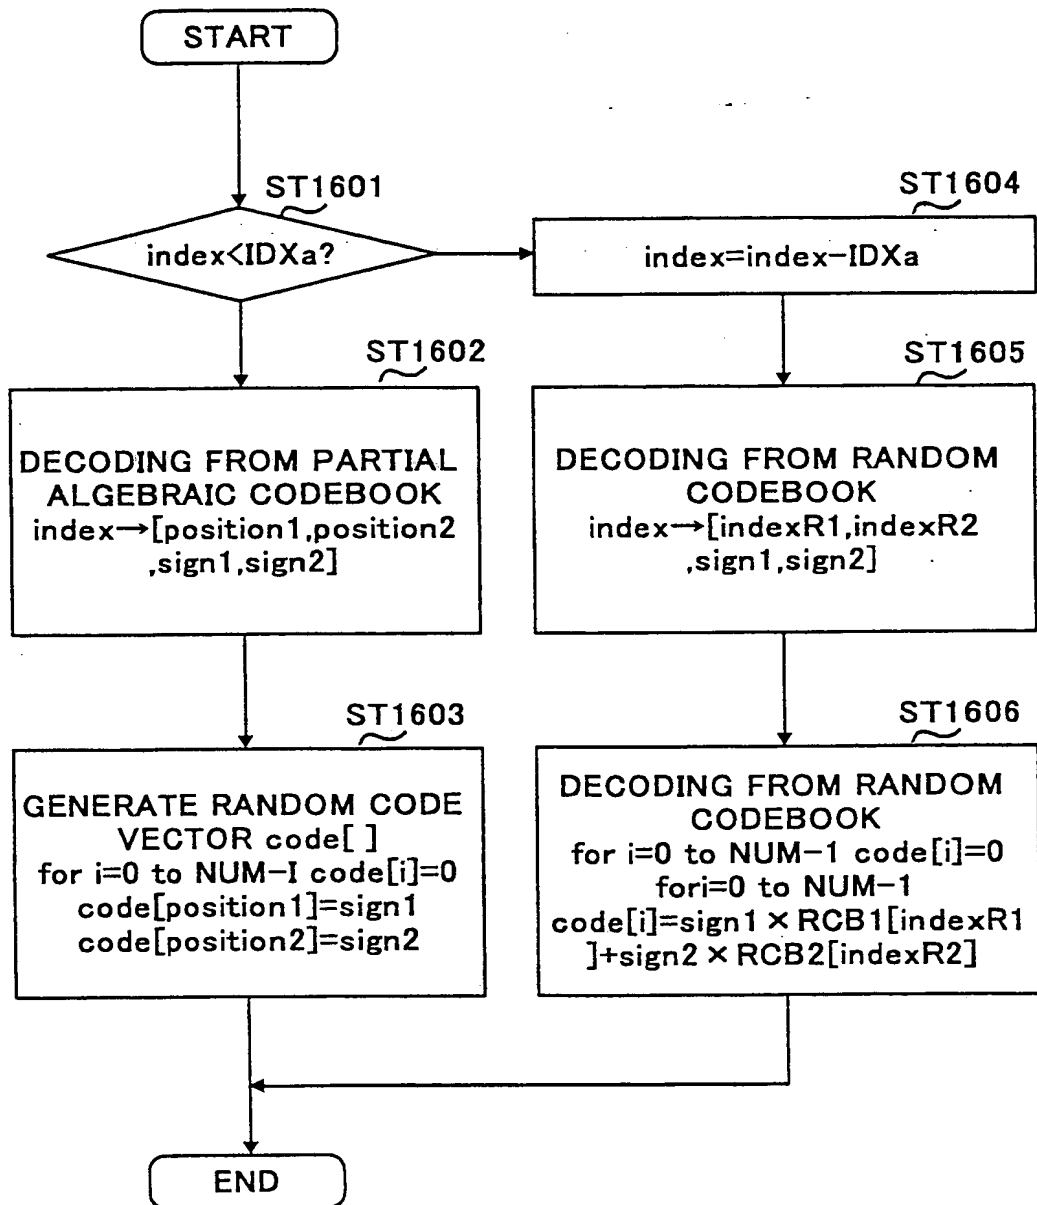 START
ST1601
index<IDXa?
ST1604
index=index-IDXa
ST1602
DECODING FROM PARTIAL
ALGEBRAIC CODEBOOK
index→[position1,position2
,sign1,sign2]
ST1605
DECODING FROM RANDOM
CODEBOOK
index→[indexR1,indexR2
,sign1,sign2]
ST1603
GENERATE RANDOM CODE
VECTOR code[ ]
for i=0 to NUM-I code[i]=0
code[position1]=sign1
code[position2]=sign2
ST1606
DECODING FROM RANDOM
CODEBOOK
for i=0 to NUM-1 code[i]=0
fori=0 to NUM-1
code[i]=sign1×RCB1[indexR1
]+sign2×RCB2[indexR2]
END